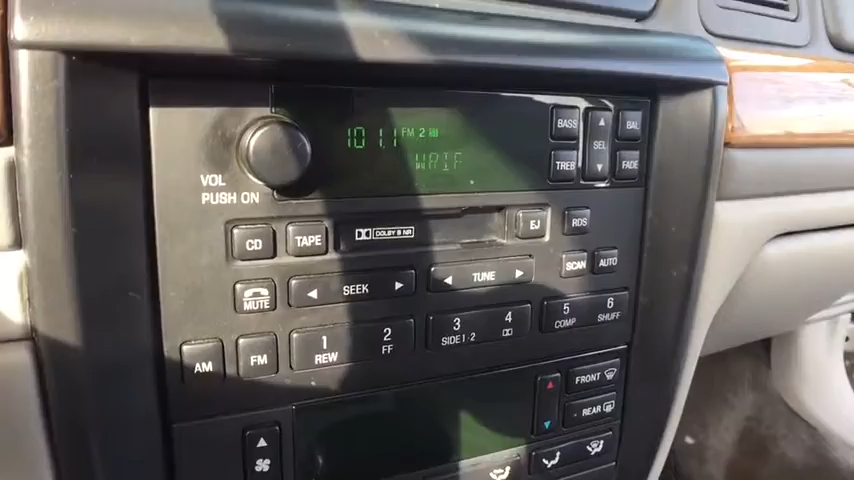 101.1 FM 2
VOL
PUSH ON
BASS
SEL
BAL
TREB
FADE
CD
TAPE
DOLBY B NR
EJ
RDS
SCAN
AUTO
MUTE
SEEK
TUNE
1
REW
2
FF
3
SIDE 1·2
4
5
COMP
6
SHUFF
AM
FM
FRONT
REAR